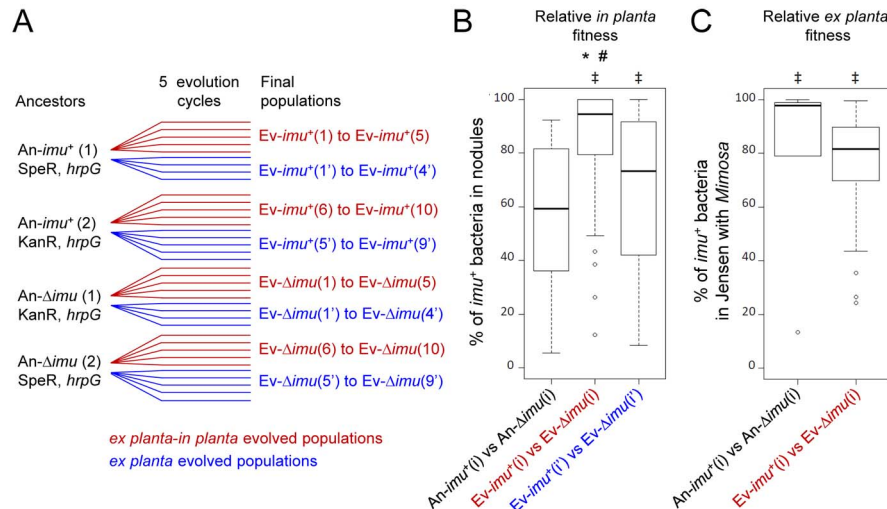 A
5 evolution
cycles
Final
populations
Ancestors
An-imu⁺ (1)
SpeR, hrpG
Ev-imu⁺(1) to Ev-imu⁺(5)
Ev-imu⁺(1') to Ev-imu⁺(4')
An-imu⁺ (2)
KanR, hrpG
Ev-imu⁺(6) to Ev-imu⁺(10)
Ev-imu⁺(5') to Ev-imu⁺(9')
An-Δimu (1)
KanR, hrpG
Ev-Δimu(1) to Ev-Δimu(5)
Ev-Δimu(1') to Ev-Δimu(4')
An-Δimu (2)
SpeR, hrpG
Ev-Δimu(6) to Ev-Δimu(10)
Ev-Δimu(5') to Ev-Δimu(9')
ex planta-in planta evolved populations
ex planta evolved populations
B
Relative in planta
fitness
* #
‡ ‡
% of imu⁺ bacteria in nodules
100
80
60
40
20
0
An-imu⁺(i) vs An-Δimu(i)
Ev-imu⁺(i) vs Ev-Δimu(i)
Ev-imu⁺(i') vs Ev-Δimu(i')
C
Relative ex planta
fitness
‡ ‡
% of imu⁺ bacteria
in Jensen with Mimosa
100
80
60
40
20
0
An-imu⁺(i) vs An-Δimu(i)
Ev-imu⁺(i) vs Ev-Δimu(i)